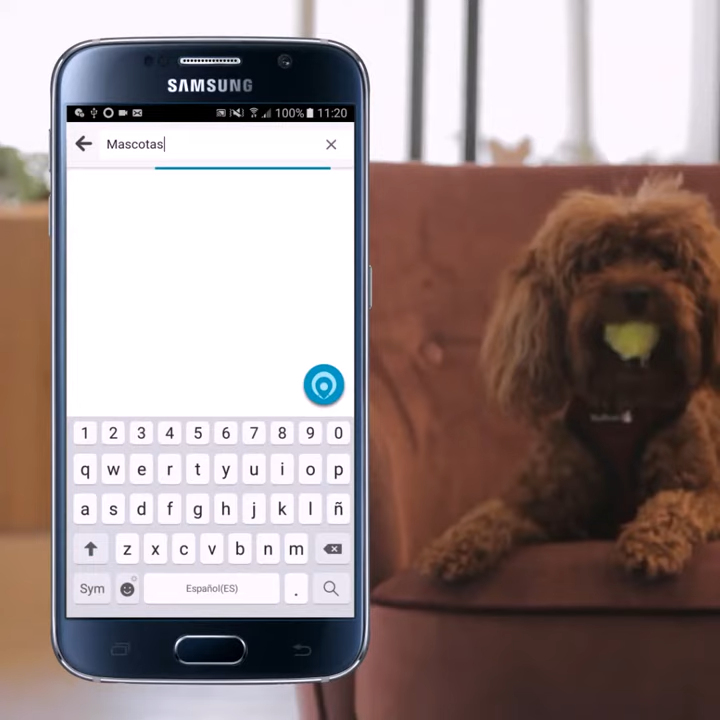 SAMSUNG
100% 11:20
Mascotas
1 2 3 4 5 6 7 8 9 0
q w e r t y u i o p
a s d f g h j k l ñ
z x c v b n m
Sym Español(ES) .